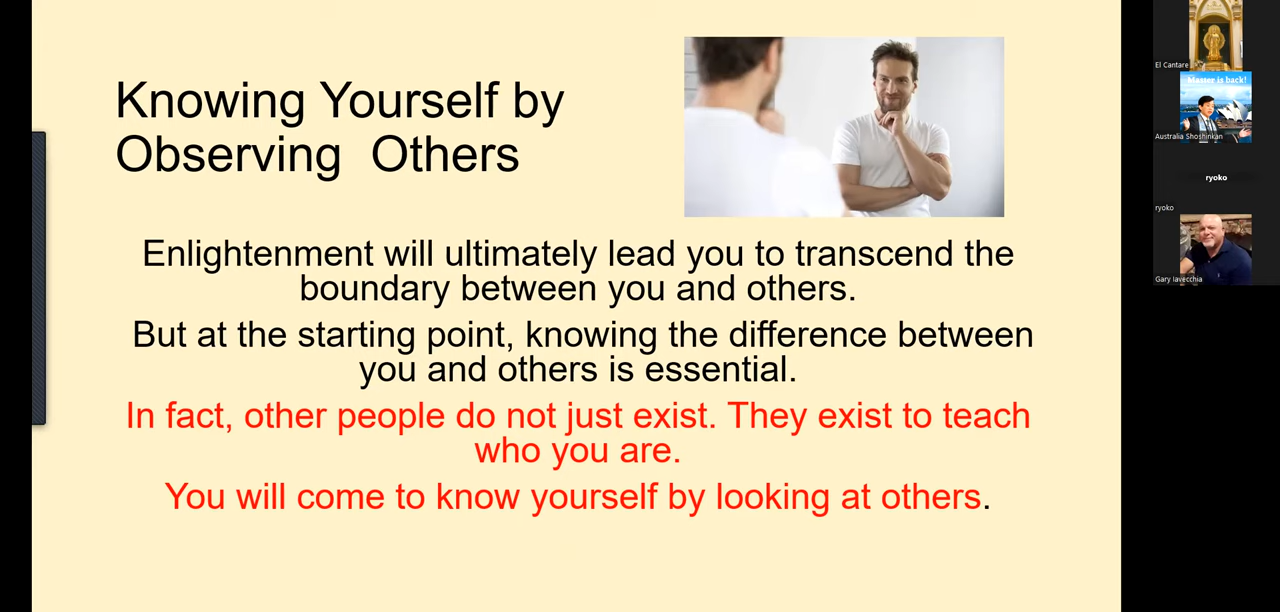 Knowing Yourself by
Observing  Others
Enlightenment will ultimately lead you to transcend the
boundary between you and others.
But at the starting point, knowing the difference between
you and others is essential.
In fact, other people do not just exist. They exist to teach
who you are.
You will come to know yourself by looking at others.
El Cantare
Master is back!
Australia Shoshinkan
ryoko
ryoko
Gary Iavecchia